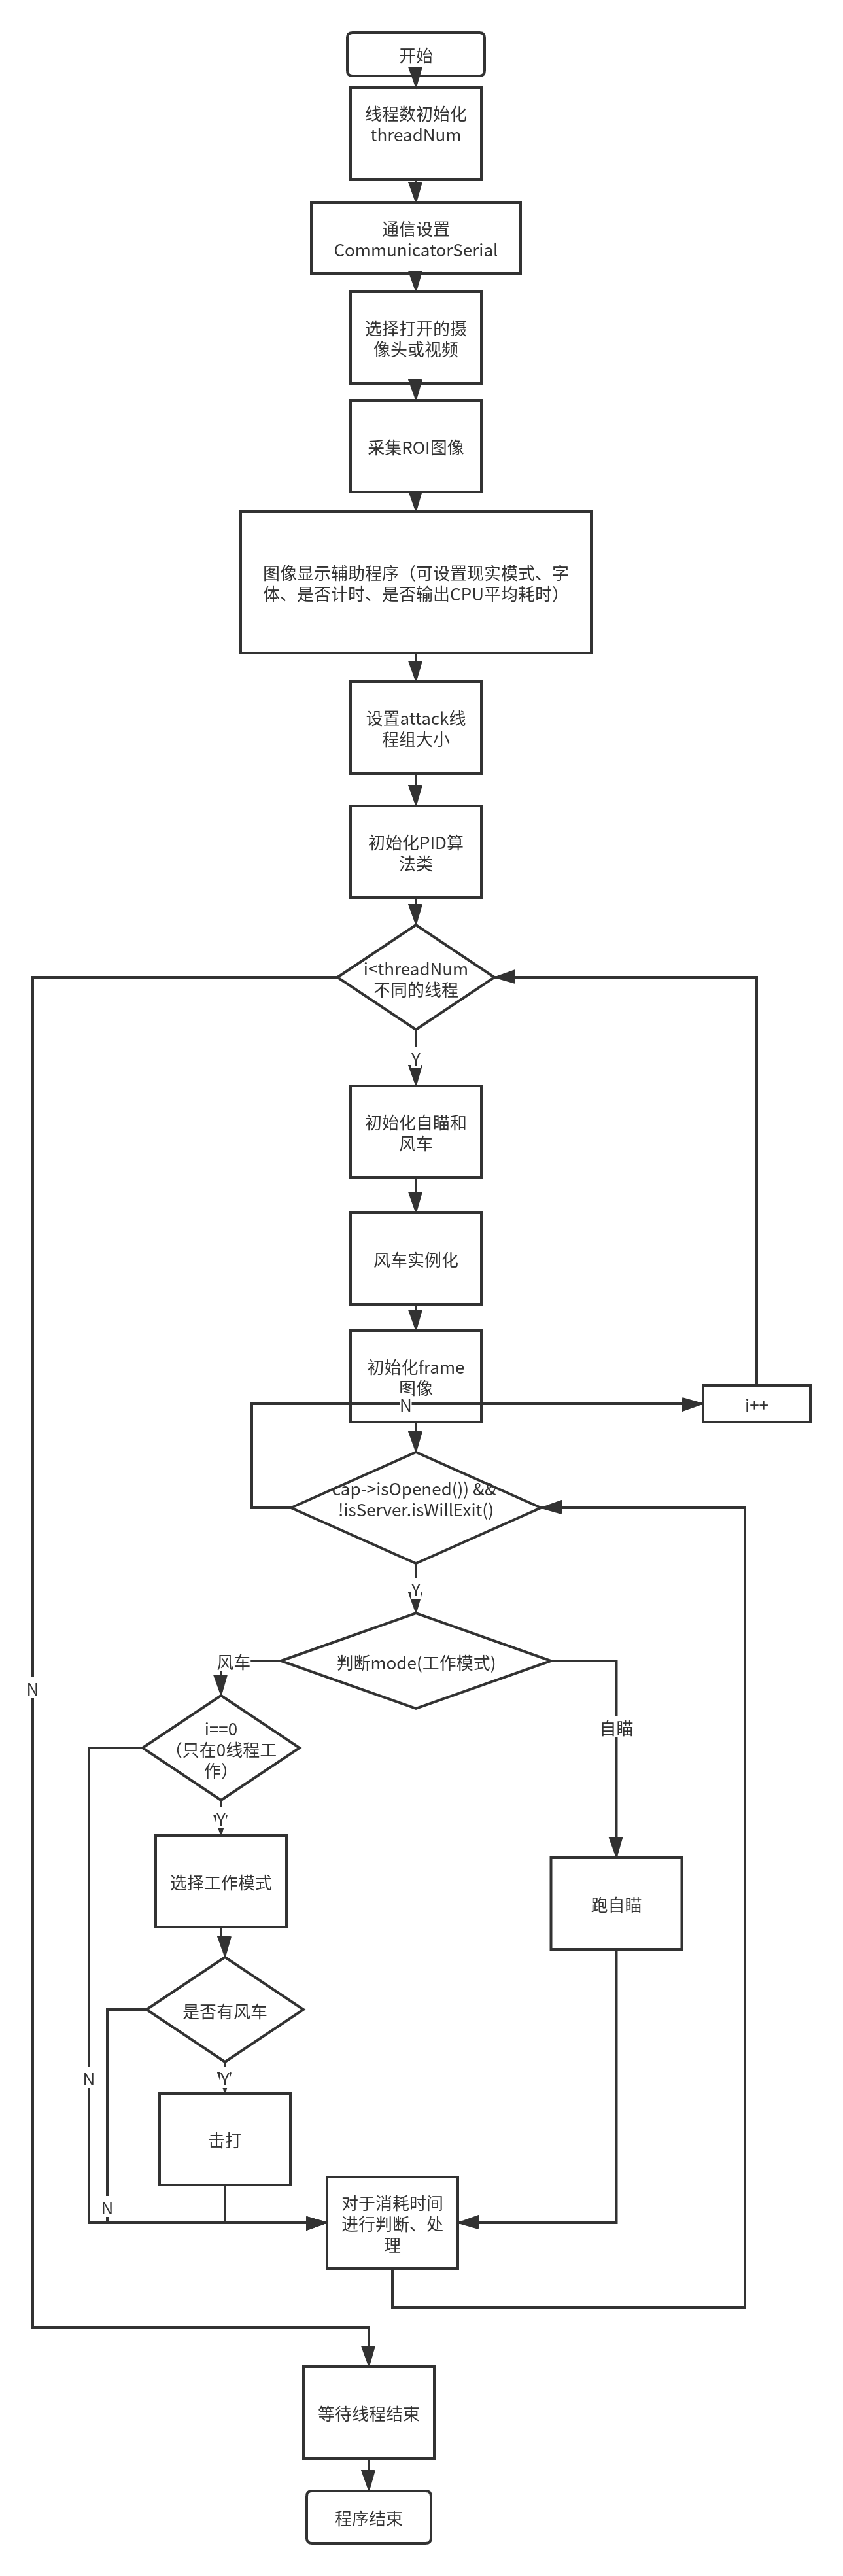 开始
线程数初始化
threadNum
通信设置
CommunicatorSerial
选择打开的摄
像头或视频
采集ROI图像
图像显示辅助程序（可设置现实模式、字
体、是否计时、是否输出CPU平均耗时）
设置attack线
程组大小
初始化PID算
法类
i<threadNum
不同的线程
Y
初始化自瞄和
风车
风车实例化
初始化frame
图像
N
i++
cap->isOpened()) &&
!isServer.isWillExit()
Y
判断mode(工作模式)
风车
N
自瞄
i==0
（只在0线程工
作）
Y
选择工作模式
跑自瞄
是否有风车
N
Y
击打
N
对于消耗时间
进行判断、处
理
等待线程结束
程序结束